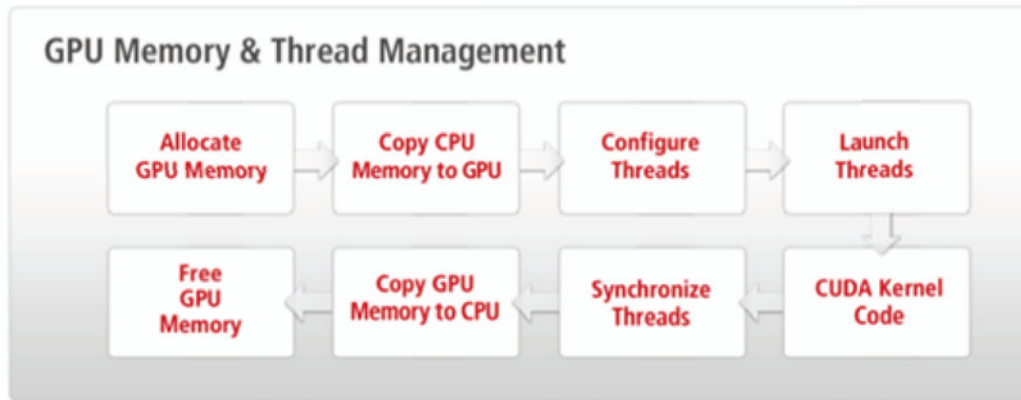 GPU Memory & Thread Management
Allocate
GPU Memory
Copy CPU
Memory to GPU
Configure
Threads
Launch
Threads
CUDA Kernel
Code
Synchronize
Threads
Copy GPU
Memory to CPU
Free
GPU
Memory